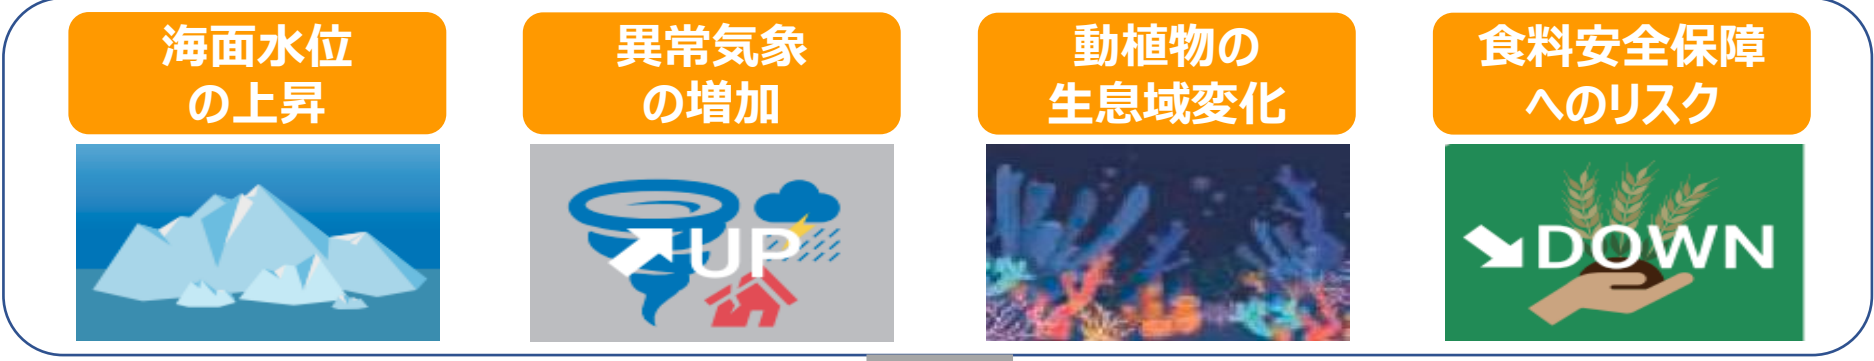 海面水位
の上昇
異常気象
の増加
動植物の
生息域変化
食料安全保障
へのリスク
UP
DOWN